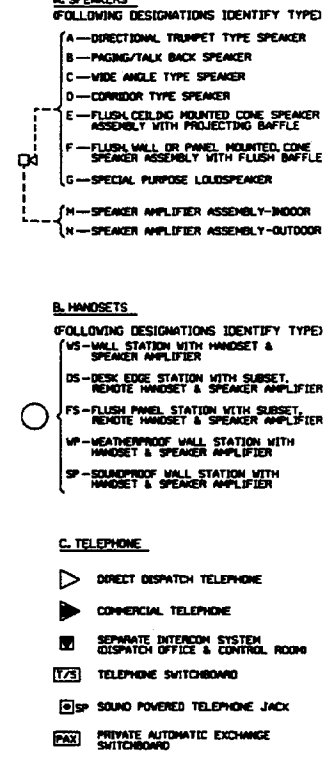 A. SPEAKERS
(FOLLOWING DESIGNATIONS IDENTIFY TYPE)
A — DIRECTIONAL TRUMPET TYPE SPEAKER
B — PAGING/TALK BACK SPEAKER
C — WIDE ANGLE TYPE SPEAKER
D — CORRIDOR TYPE SPEAKER
E — FLUSH, CEILING MOUNTED CONE SPEAKER
ASSEMBLY WITH PROJECTING BAFFLE
F — FLUSH, WALL OR PANEL MOUNTED, CONE
SPEAKER ASSEMBLY WITH FLUSH BAFFLE
G — SPECIAL PURPOSE LOUDSPEAKER
M — SPEAKER AMPLIFIER ASSEMBLY-INDOOR
N — SPEAKER AMPLIFIER ASSEMBLY-OUTDOOR
B. HANDSETS
(FOLLOWING DESIGNATIONS IDENTIFY TYPE)
WS - WALL STATION WITH HANDSET &
SPEAKER AMPLIFIER
DS - DESK EDGE STATION WITH SUBSET,
REMOTE HANDSET & SPEAKER AMPLIFIER
FS - FLUSH PANEL STATION WITH SUBSET,
REMOTE HANDSET & SPEAKER AMPLIFIER
WP - WEATHERPROOF WALL STATION WITH
HANDSET & SPEAKER AMPLIFIER
SP - SOUNDPROOF WALL STATION WITH
HANDSET & SPEAKER AMPLIFIER
C. TELEPHONE
DIRECT DISPATCH TELEPHONE
COMMERCIAL TELEPHONE
SEPARATE INTERCOM SYSTEM
(DISPATCH OFFICE & CONTROL ROOM)
T/S TELEPHONE SWITCHBOARD
SP SOUND POWERED TELEPHONE JACK
PAX PRIVATE AUTOMATIC EXCHANGE
SWITCHBOARD